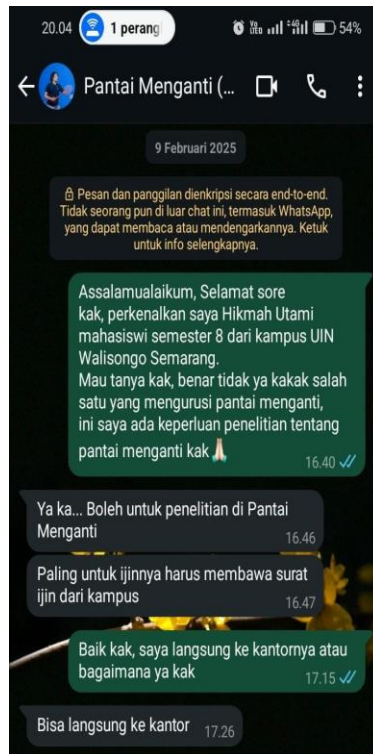 20.04 1 perang 54%
Pantai Menganti (...
9 Februari 2025
Pesan dan panggilan dienkripsi secara end-to-end.
Tidak seorang pun di luar chat ini, termasuk WhatsApp,
yang dapat membaca atau mendengarkannya. Ketuk
untuk info selengkapnya.
Assalamualaikum, Selamat sore
kak, perkenalkan saya Hikmah Utami
mahasiswi semester 8 dari kampus UIN
Walisongo Semarang.
Mau tanya kak, benar tidak ya kakak salah
satu yang mengurusi pantai menganti,
ini saya ada keperluan penelitian tentang
pantai menganti kak🙏🏻
16.40
Ya ka... Boleh untuk penelitian di Pantai
Menganti
16.46
Paling untuk ijinnya harus membawa surat
ijin dari kampus
16.47
Baik kak, saya langsung ke kantornya atau
bagaimana ya kak
17.15
Bisa langsung ke kantor 17.26